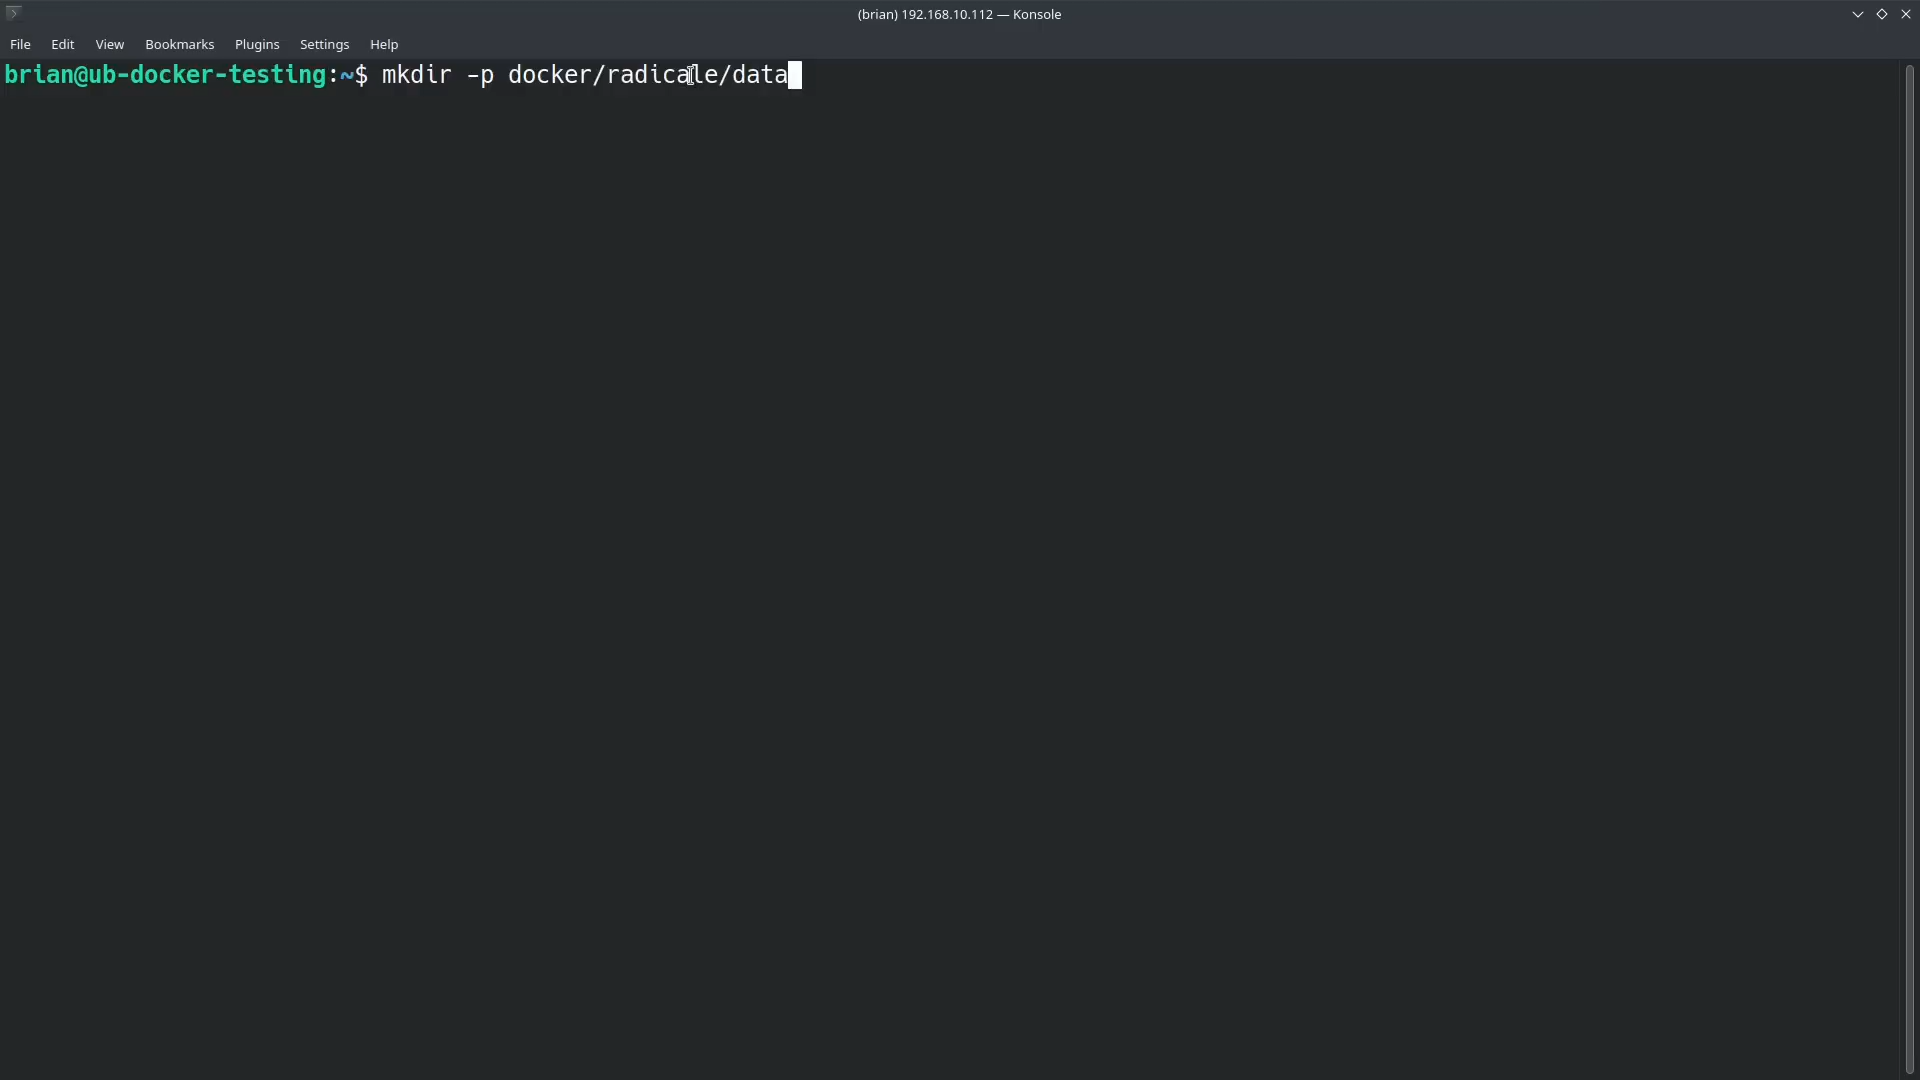 (brian) 192.168.10.112 — Konsole
File Edit View Bookmarks Plugins Settings Help
brian@ub-docker-testing:~$ mkdir -p docker/radicale/data